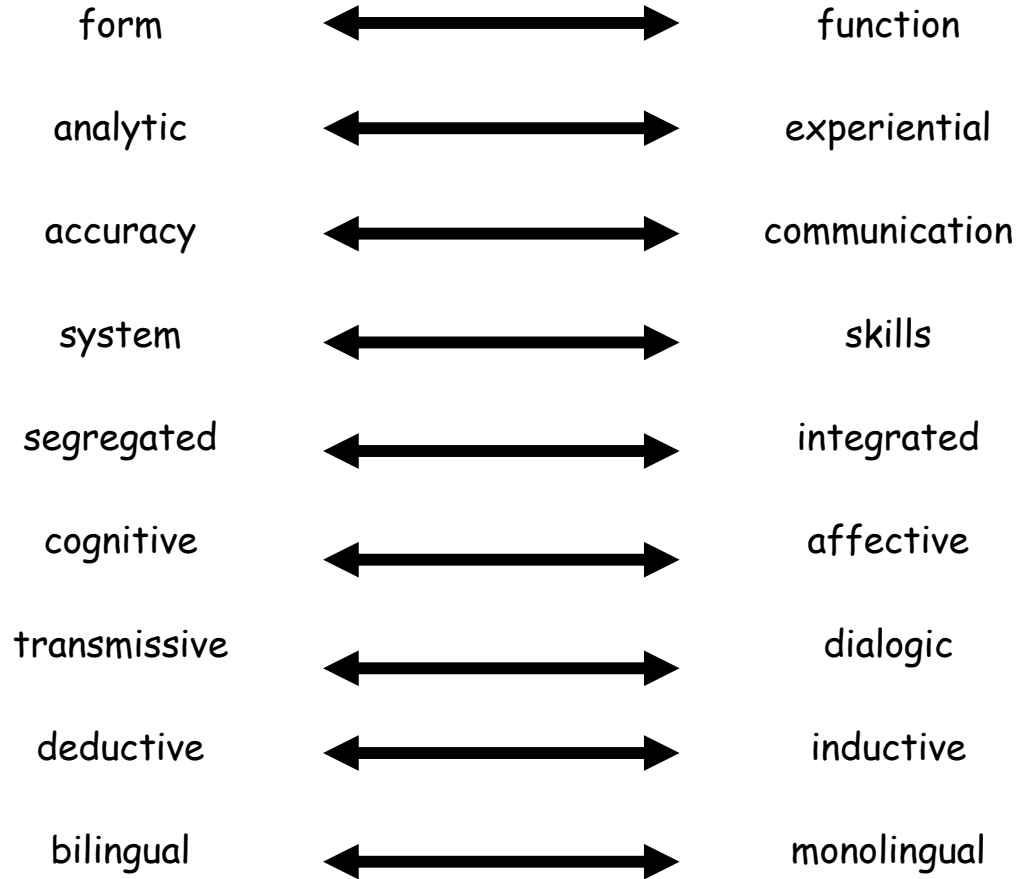 form function
analytic experiential
accuracy communication
system skills
segregated integrated
cognitive affective
transmissive dialogic
deductive inductive
bilingual monolingual